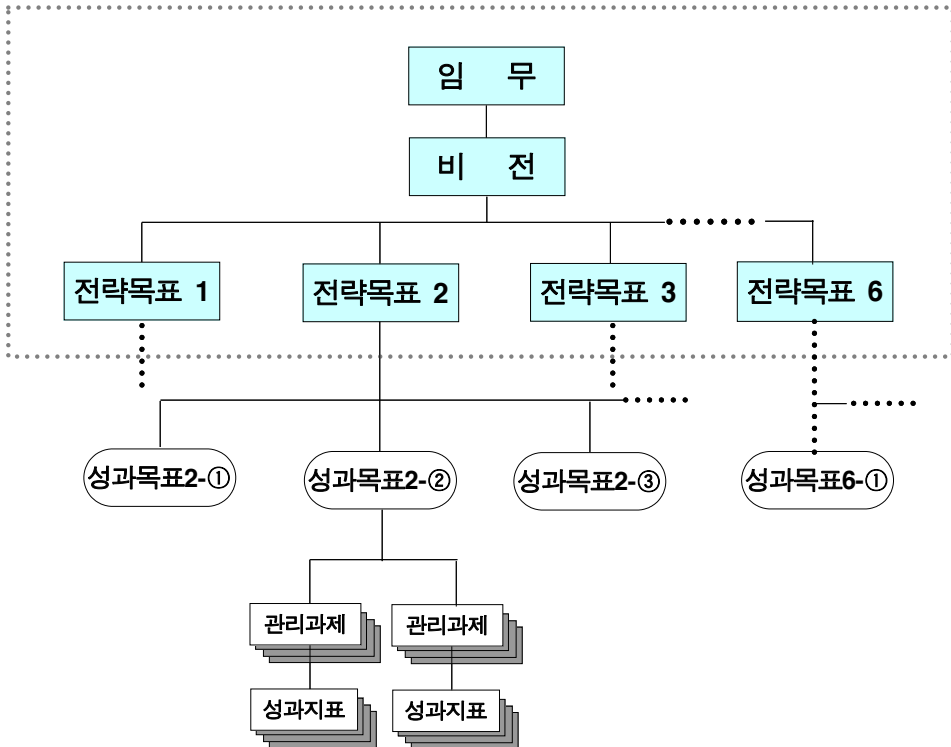 임 무
비 전
전략목표 1
전략목표 2
전략목표 3
전략목표 6
성과목표2-①
성과목표2-②
성과목표2-③
성과목표6-①
관리과제
관리과제
성과지표
성과지표